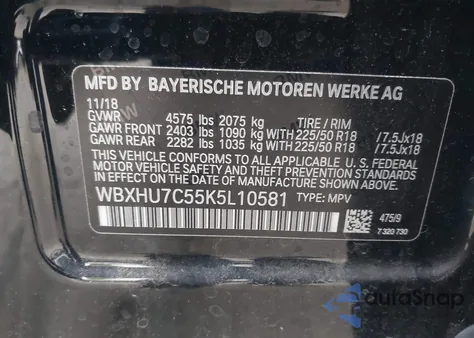 MFD BY BAYERISCHE MOTOREN WERKE AG
11/18
GVWR 4575 lbs 2075 kg TIRE / RIM
GAWR FRONT 2403 lbs 1090 kg WITH 225/50 R18 / 7.5Jx18
GAWR REAR 2282 lbs 1035 kg WITH 225/50 R18 / 7.5Jx18
THIS VEHICLE CONFORMS TO ALL APPLICABLE U. S. FEDERAL
MOTOR VEHICLE SAFETY AND THEFT PREVENTION STANDARDS
IN EFFECT ON THE DATE OF MANUFACTURE SHOWN ABOVE.
WBXHU7C55K5L10581 TYPE: MPV
475/9
7 320 730
autoSnap